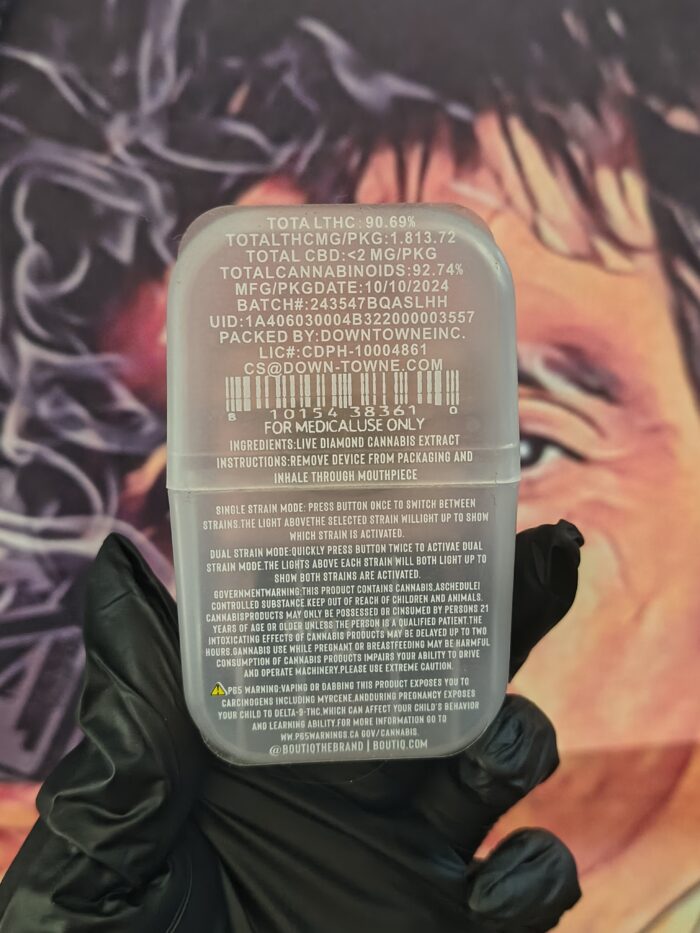 TOTA LTHC: 90.69%
TOTALTHCMG/PKG:1.813.72
TOTAL CBD:<2 MG/PKG
TOTALCANNABINOIDS:92.74%
MFG/PKGDATE:10/10/2024
BATCH#:243547BQASLHH
UID:1A406030004B322000003557
PACKED BY:DOWNTOWNEINC.
LIC#:CDPH-10004861
CS@DOWN-TOWNE.COM
8 10154 38361 0
FOR MEDICALUSE ONLY
INGREDIENTS:LIVE DIAMOND CANNABIS EXTRACT
INSTRUCTIONS:REMOVE DEVICE FROM PACKAGING AND
INHALE THROUGH MOUTHPIECE
SINGLE STRAIN MODE: PRESS BUTTON ONCE TO SWITCH BETWEEN
STRAINS.THE LIGHT ABOVETHE SELECTED STRAIN WILLIGHT UP TO SHOW
WHICH STRAIN IS ACTIVATED.
DUAL STRAIN MODE:QUICKLY PRESS BUTTON TWICE TO ACTIVAE DUAL
STRAIN MODE.THE LIGHTS ABOVE EACH STRAIN WILL BOTH LIGHT UP TO
SHOW BOTH STRAINS ARE ACTIVATED.
GOVERNMENTWARNING:THIS PRODUCT CONTAINS CANNABIS,ASCHEDULEI
CONTROLLED SUBSTANCE.KEEP OUT OF REACH OF CHILDREN AND ANIMALS.
CANNABISPRODUCTS MAY ONLY BE POSSESSED OR CINSUMED BY PERSONS 21
YEARS OF AGE OR OLDER UNLESS THE PERSON IS A QUALIFIED PATIENT.THE
INTOXICATING EFFECTS OF CANNABIS PRODUCTS MAY BE DELAYED UP TO TWO
HOURS.CANNABIS USE WHILE PREGNANT OR BREASTFEEDING MAY BE HARMFUL
CONSUMPTION OF CANNABIS PRODUCTS IMPAIRS YOUR ABILITY TO DRIVE
AND OPERATE MACHINERY.PLEASE USE EXTREME CAUTION.
P65 WARNING:VAPING OR DABBING THIS PRODUCT EXPOSES YOU TO
CARCINOGENS INCLUDING MYRCENE,ANDDURING PREGNANCY EXPOSES
YOUR CHILD TO DELTA-9-THC,WHICH CAN AFFECT YOUR CHILD'S BEHAVIOR
AND LEARNING ABILITY.FOR MORE INFORMATION GO TO
WW.P65WARNINGS.CA GOV/CANNABIS.
@BOUTIQTHEBRAND | BOUTIQ.COM